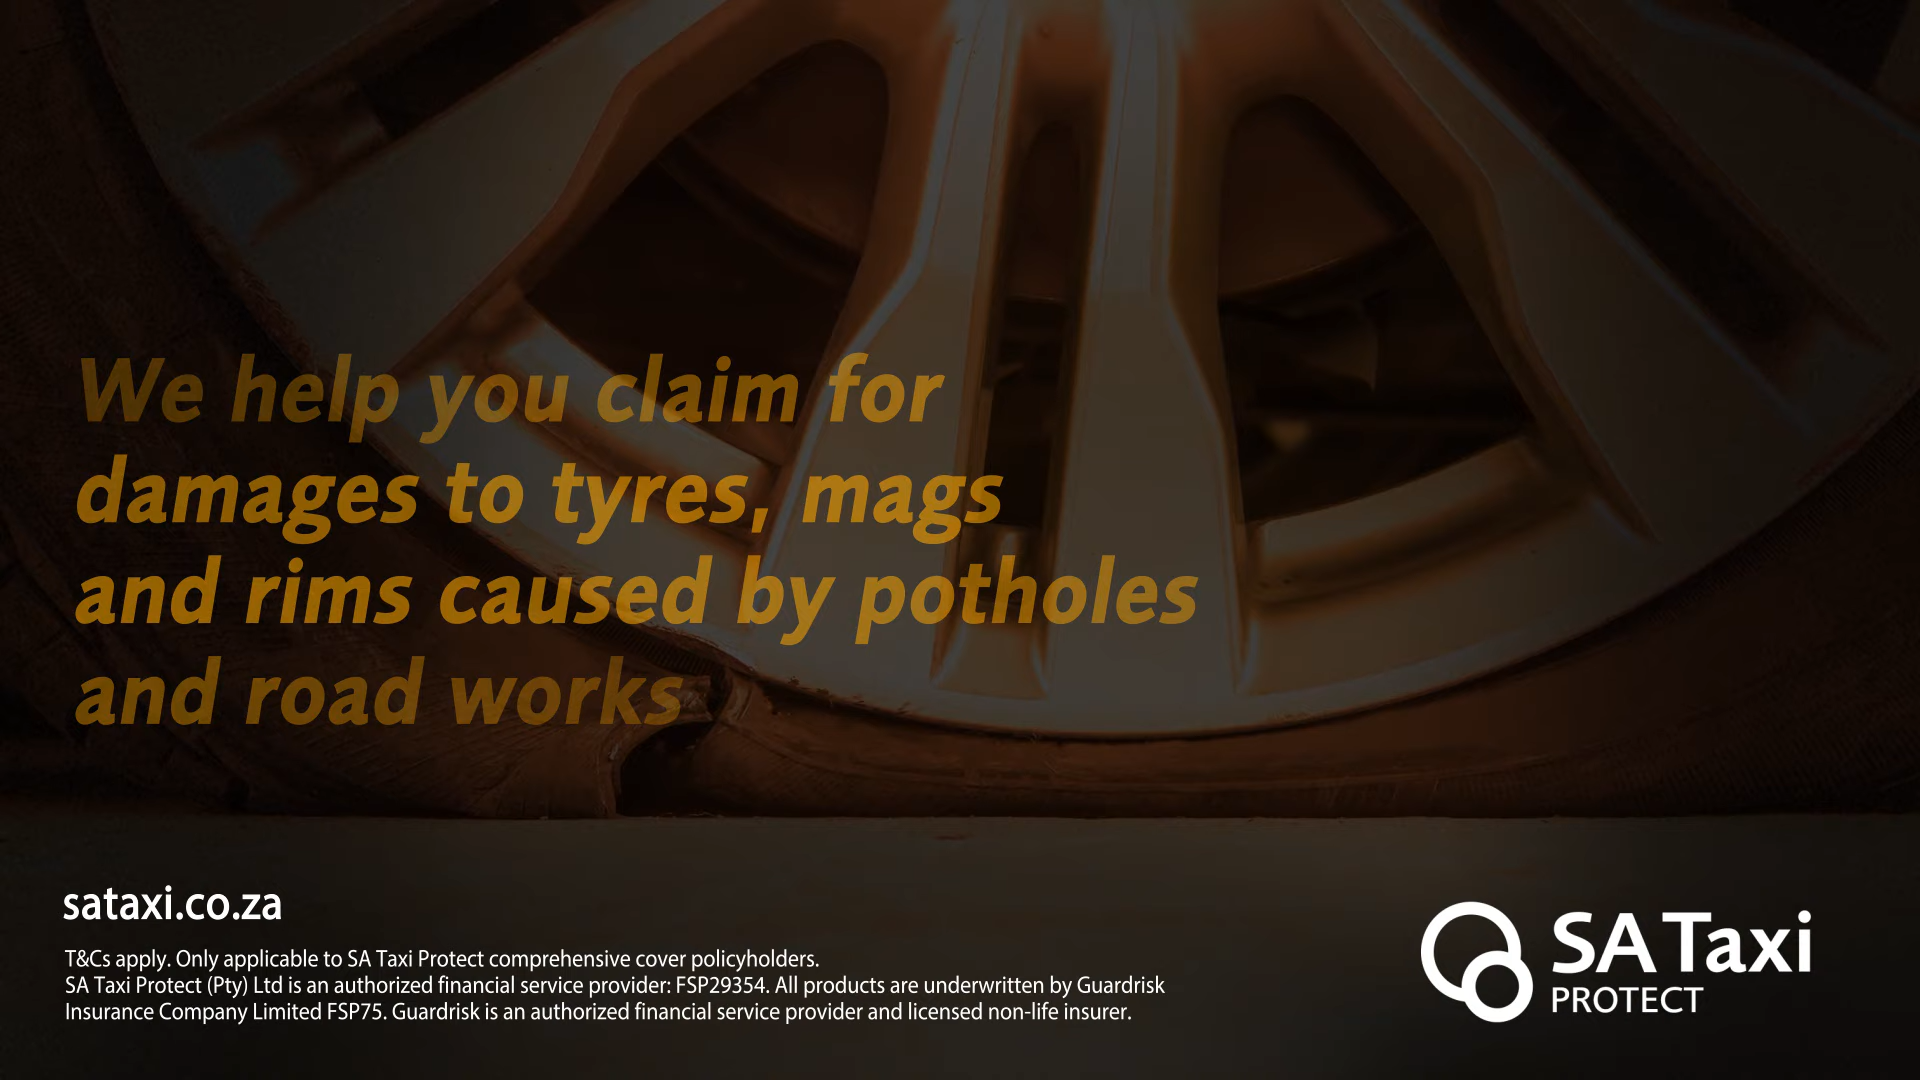 We help you claim for
damages to tyres, mags
and rims caused by potholes
and road works
sataxi.co.za
T&Cs apply. Only applicable to SA Taxi Protect comprehensive cover policyholders.
SA Taxi Protect (Pty) Ltd is an authorized financial service provider: FSP29354. All products are underwritten by Guardrisk
Insurance Company Limited FSP75. Guardrisk is an authorized financial service provider and licensed non-life insurer.
SA Taxi
PROTECT